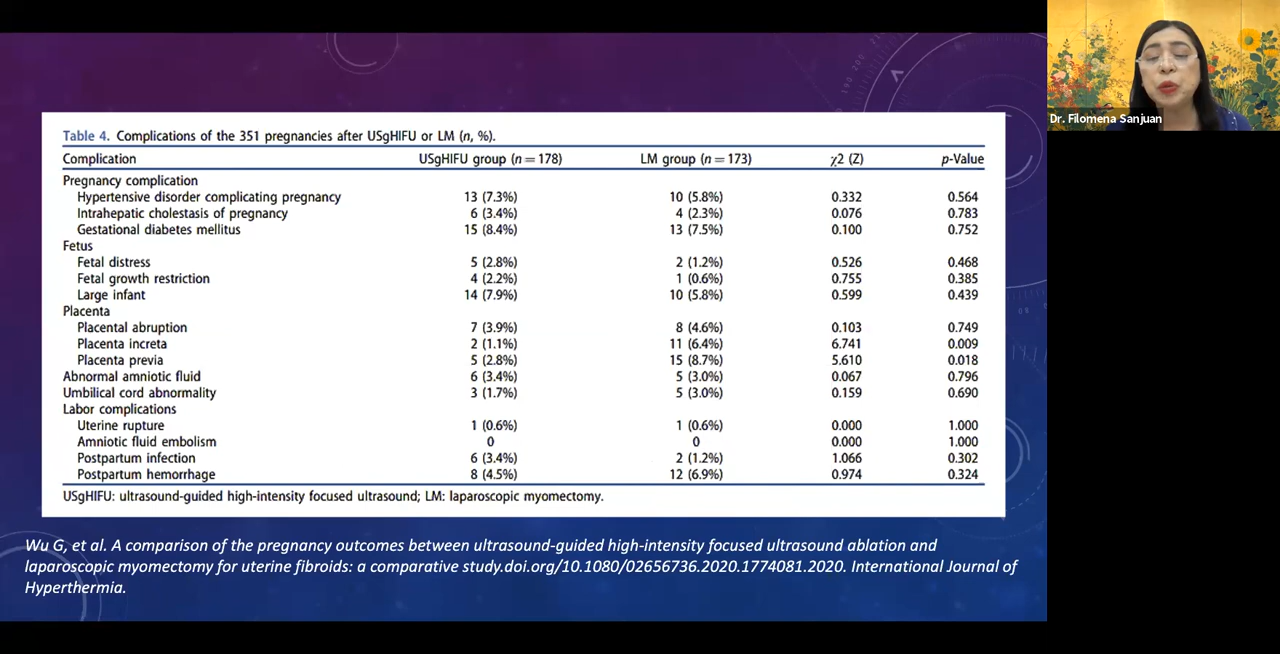 Table 4. Complications of the 351 pregnancies after USgHIFU or LM (n, %).
Complication USgHIFU group (n = 178) LM group (n = 173) χ2 (Z) p-Value
Pregnancy complication
Hypertensive disorder complicating pregnancy 13 (7.3%) 10 (5.8%) 0.332 0.564
Intrahepatic cholestasis of pregnancy 6 (3.4%) 4 (2.3%) 0.076 0.783
Gestational diabetes mellitus 15 (8.4%) 13 (7.5%) 0.100 0.752
Fetus
Fetal distress 5 (2.8%) 2 (1.2%) 0.526 0.468
Fetal growth restriction 4 (2.2%) 1 (0.6%) 0.755 0.385
Large infant 14 (7.9%) 10 (5.8%) 0.599 0.439
Placenta
Placental abruption 7 (3.9%) 8 (4.6%) 0.103 0.749
Placenta increta 2 (1.1%) 11 (6.4%) 6.741 0.009
Placenta previa 5 (2.8%) 15 (8.7%) 5.610 0.018
Abnormal amniotic fluid 6 (3.4%) 5 (3.0%) 0.067 0.796
Umbilical cord abnormality 3 (1.7%) 5 (3.0%) 0.159 0.690
Labor complications
Uterine rupture 1 (0.6%) 1 (0.6%) 0.000 1.000
Amniotic fluid embolism 0 0 0.000 1.000
Postpartum infection 6 (3.4%) 2 (1.2%) 1.066 0.302
Postpartum hemorrhage 8 (4.5%) 12 (6.9%) 0.974 0.324
USgHIFU: ultrasound-guided high-intensity focused ultrasound; LM: laparoscopic myomectomy.
Wu G, et al. A comparison of the pregnancy outcomes between ultrasound-guided high-intensity focused ultrasound ablation and
laparoscopic myomectomy for uterine fibroids: a comparative study.doi.org/10.1080/02656736.2020.1774081.2020. International Journal of
Hyperthermia.
Dr. Filomena Sanjuan